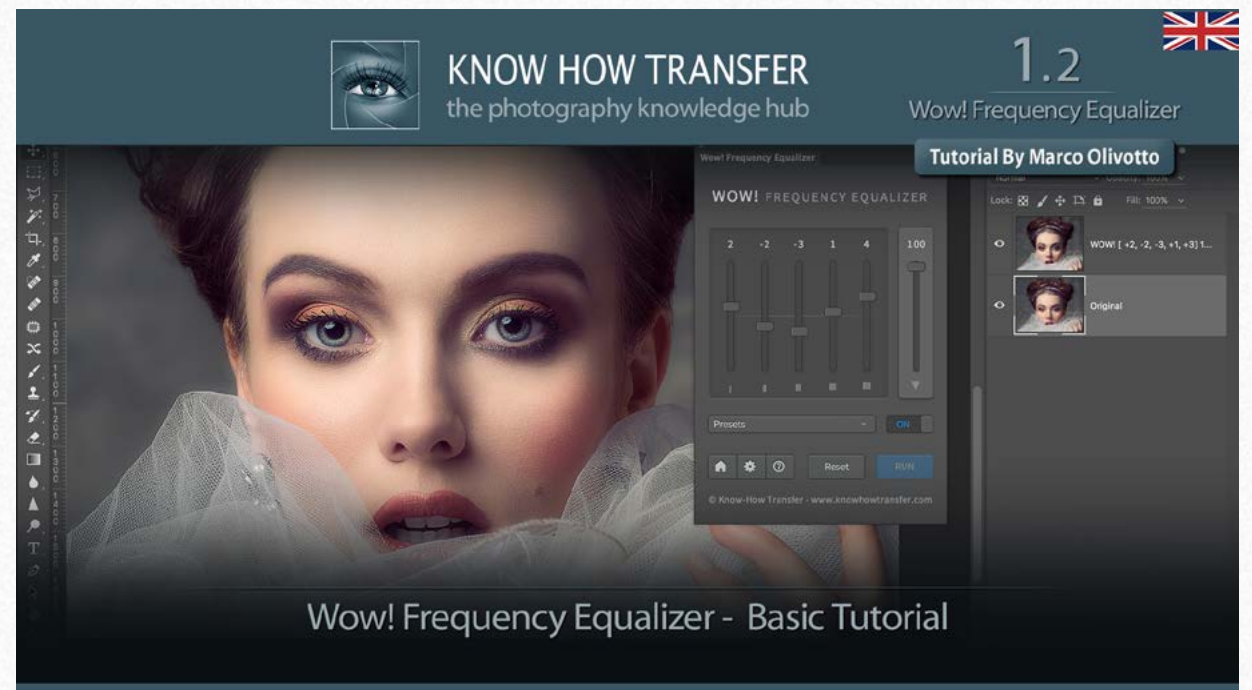 KNOW HOW TRANSFER
the photography knowledge hub
1.2
Wow! Frequency Equalizer
Tutorial By Marco Olivotto
Wow! Frequency Equalizer
WOW! FREQUENCY EQUALIZER
2 -2 -3 1 4 100
Presets
ON
Reset
RUN
© Know-How Transfer - www.knowhowtransfer.com
Normal
Opacity: 100%
Lock:
Fill: 100%
WOW! [ +2, -2, -3, +1, +3] 1...
Original
Wow! Frequency Equalizer - Basic Tutorial